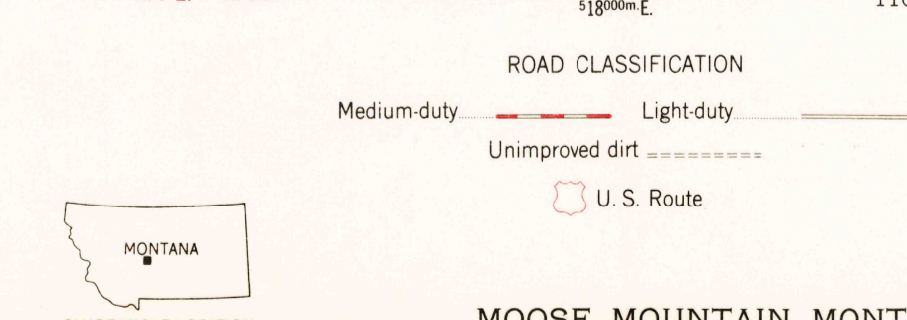 518000m.E.
ROAD CLASSIFICATION
Medium-duty Light-duty
Unimproved dirt
U. S. Route
MONTANA
MOOSE MOUNTAIN, MONT